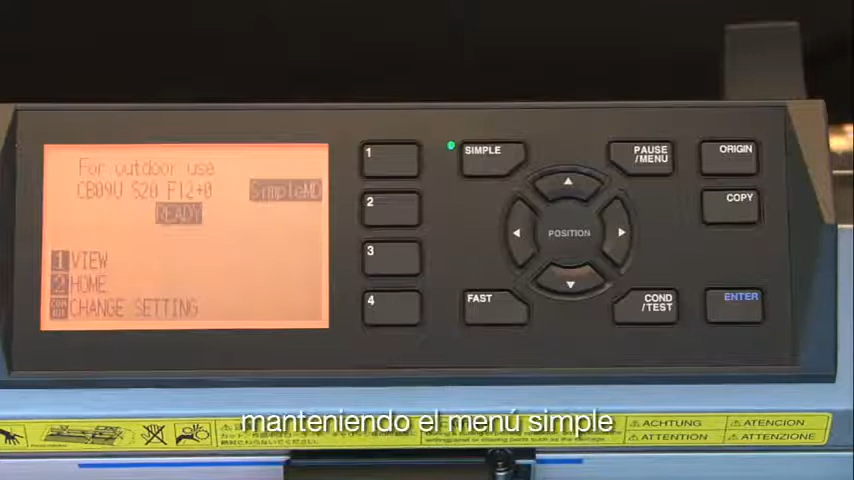 For outdoor use
CB09U S20 F12+0 SimpleMD
READY
1 VIEW
2 HOME
CHANGE SETTING
1
2
3
4
SIMPLE
FAST
POSITION
PAUSE
/MENU
COND
/TEST
ORIGIN
COPY
ENTER
manteniendo el menú simple
ACHTUNG ATENCION
ATTENTION ATTENZIONE